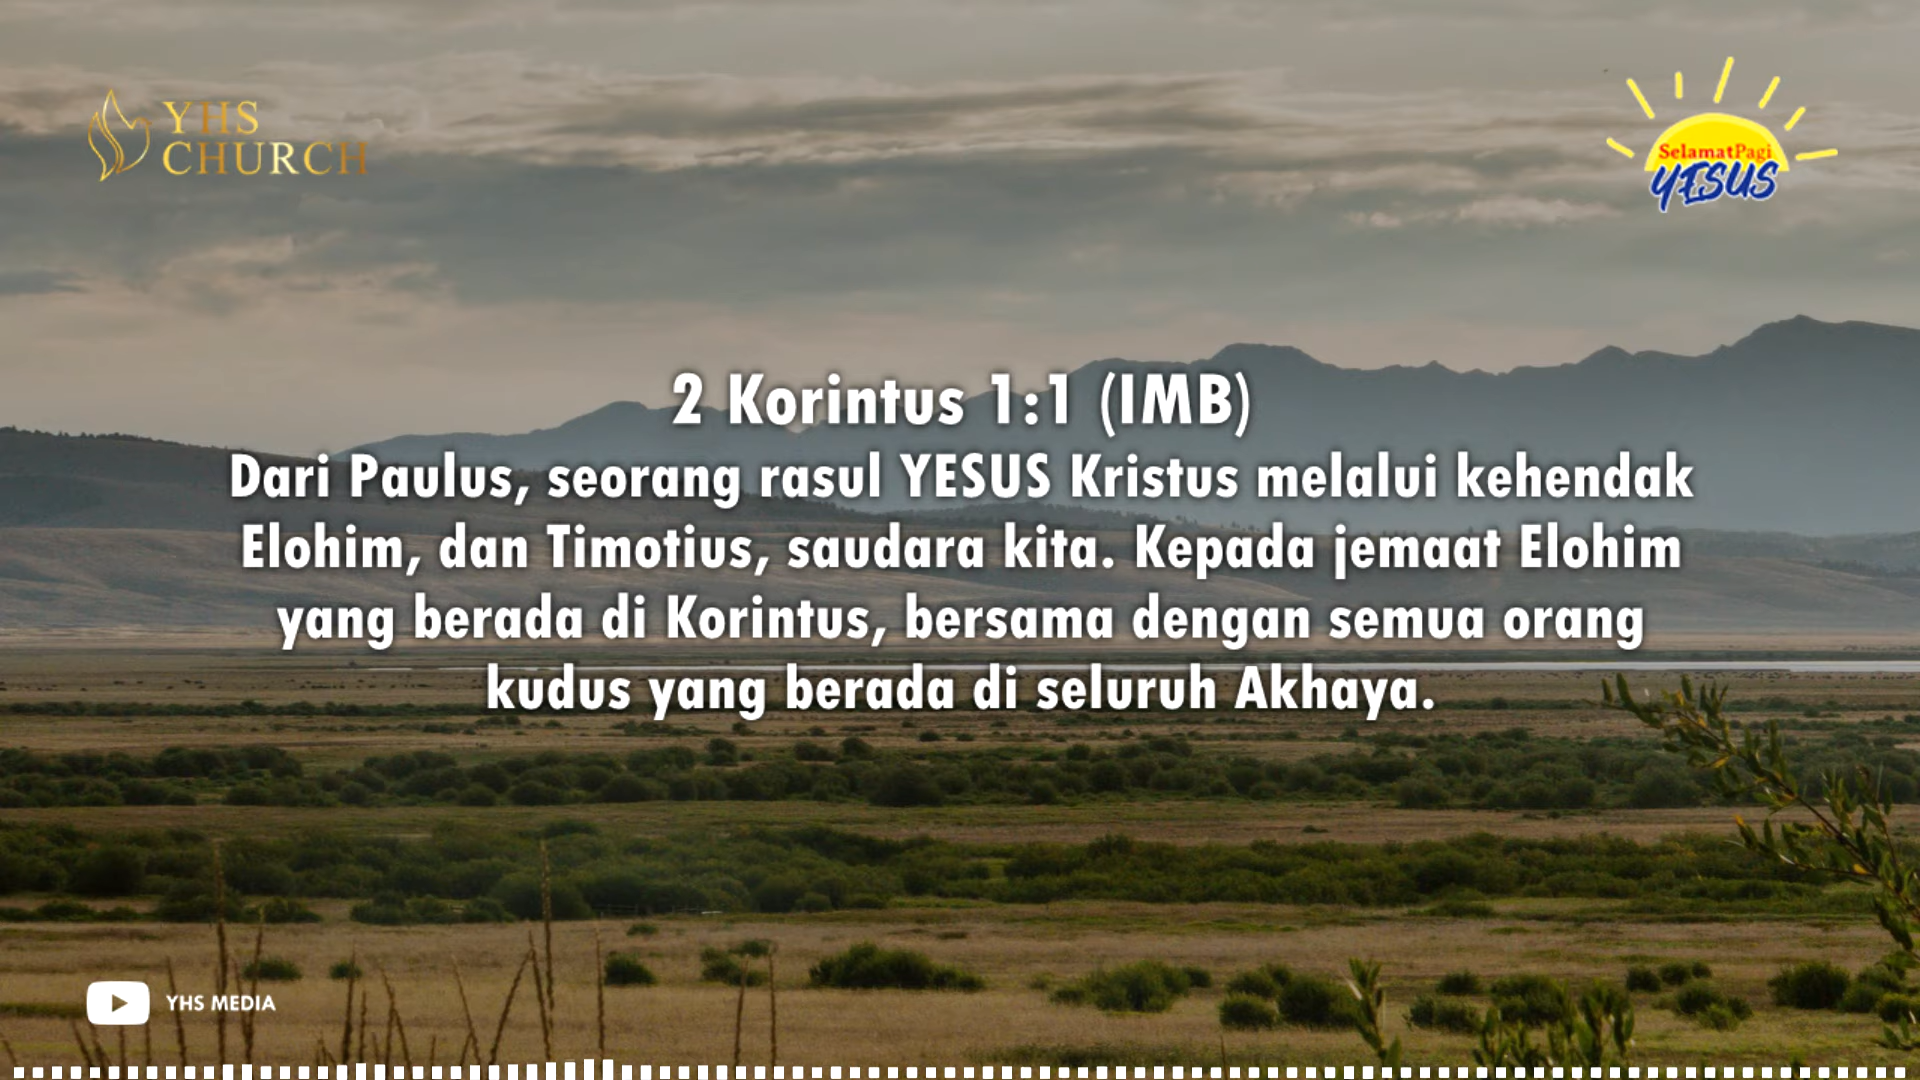 YHS
CHURCH
SelamatPagi
YESUS
2 Korintus 1:1 (IMB)
Dari Paulus, seorang rasul YESUS Kristus melalui kehendak
Elohim, dan Timotius, saudara kita. Kepada jemaat Elohim
yang berada di Korintus, bersama dengan semua orang
kudus yang berada di seluruh Akhaya.
YHS MEDIA